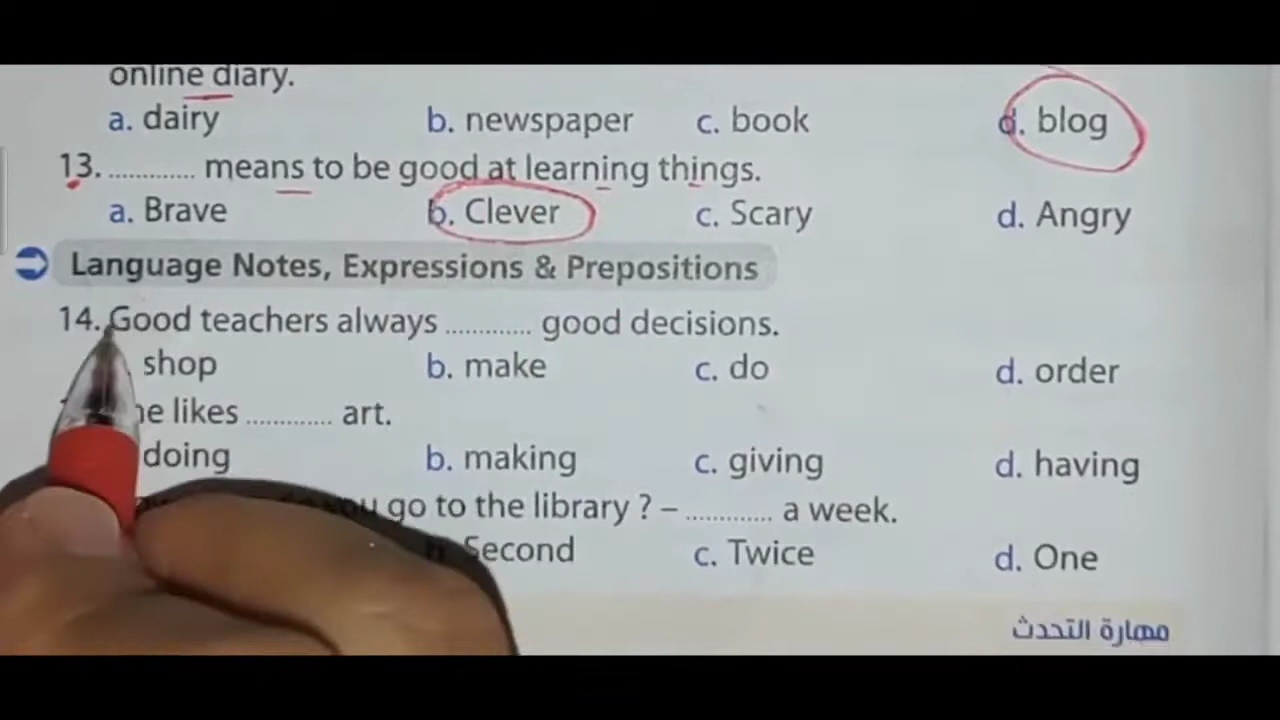 online diary.
a. dairy b. newspaper c. book d. blog
13. ............. means to be good at learning things.
a. Brave b. Clever c. Scary d. Angry
Language Notes, Expressions & Prepositions
14. Good teachers always ............. good decisions.
shop b. make c. do d. order
likes ............. art.
doing b. making c. giving d. having
you go to the library ? – ............. a week.
Second c. Twice d. One
مهارة التحدث